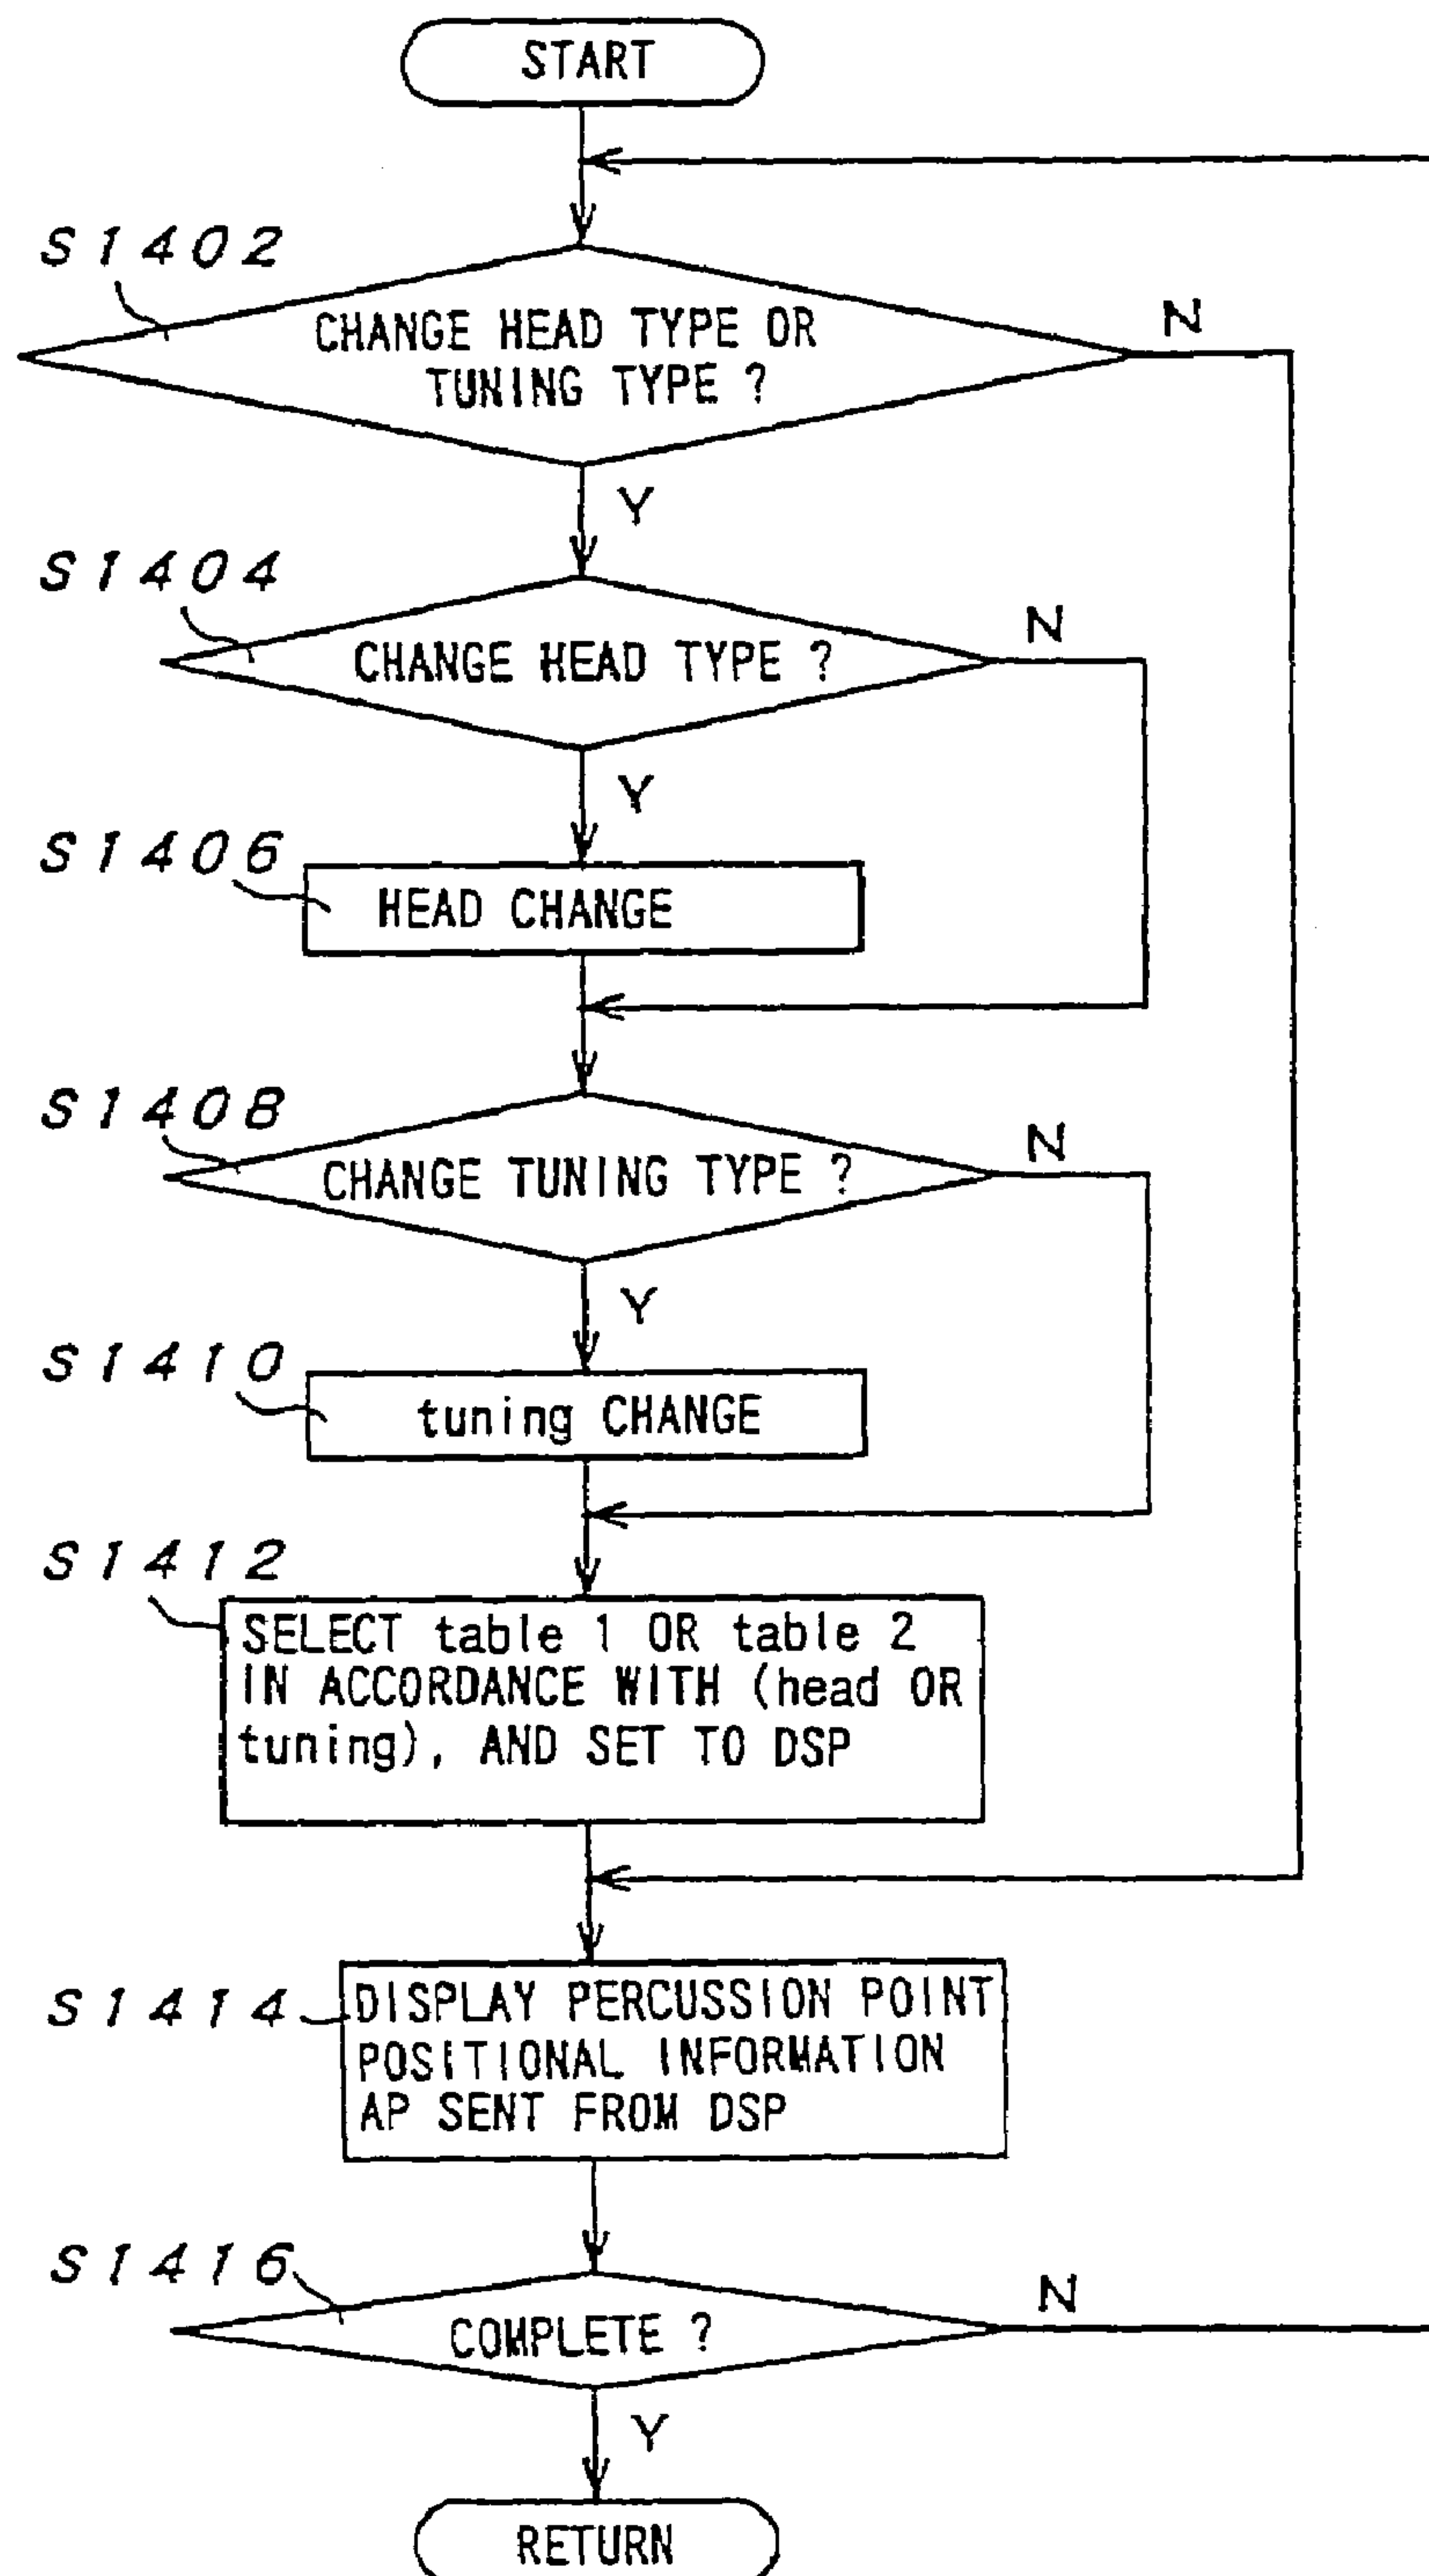 START
S1402
CHANGE HEAD TYPE OR
TUNING TYPE ?
N
Y
S1404
CHANGE HEAD TYPE ?
N
Y
S1406
HEAD CHANGE
S1408
CHANGE TUNING TYPE ?
N
Y
S1410
tuning CHANGE
S1412
SELECT table 1 OR table 2
IN ACCORDANCE WITH (head OR
tuning), AND SET TO DSP
S1414
DISPLAY PERCUSSION POINT
POSITIONAL INFORMATION
AP SENT FROM DSP
S1416
COMPLETE ?
N
Y
RETURN